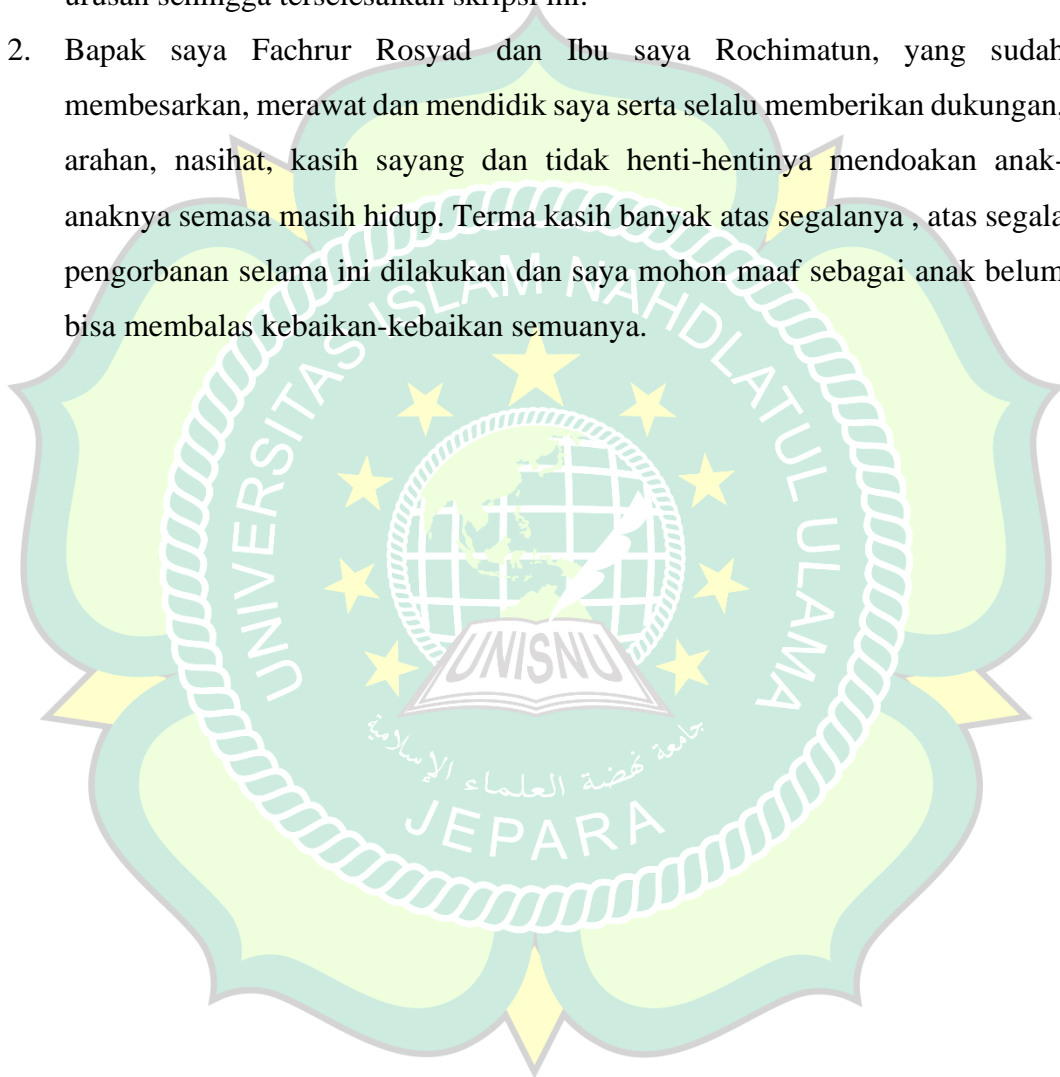 urusan sehingga terselesaikan skripsi ini.
2. Bapak saya Fachrur Rosyad dan Ibu saya Rochimatun, yang sudah
membesarkan, merawat dan mendidik saya serta selalu memberikan dukungan,
arahan, nasihat, kasih sayang dan tidak henti-hentinya mendoakan anak-
anaknya semasa masih hidup. Terma kasih banyak atas segalanya , atas segala
pengorbanan selama ini dilakukan dan saya mohon maaf sebagai anak belum
bisa membalas kebaikan-kebaikan semuanya.
UNIVERSITAS ISLAM NAHDLATUL ULAMA
UNISNU
جامعة نهضة العلماء الإسلامية
JEPARA